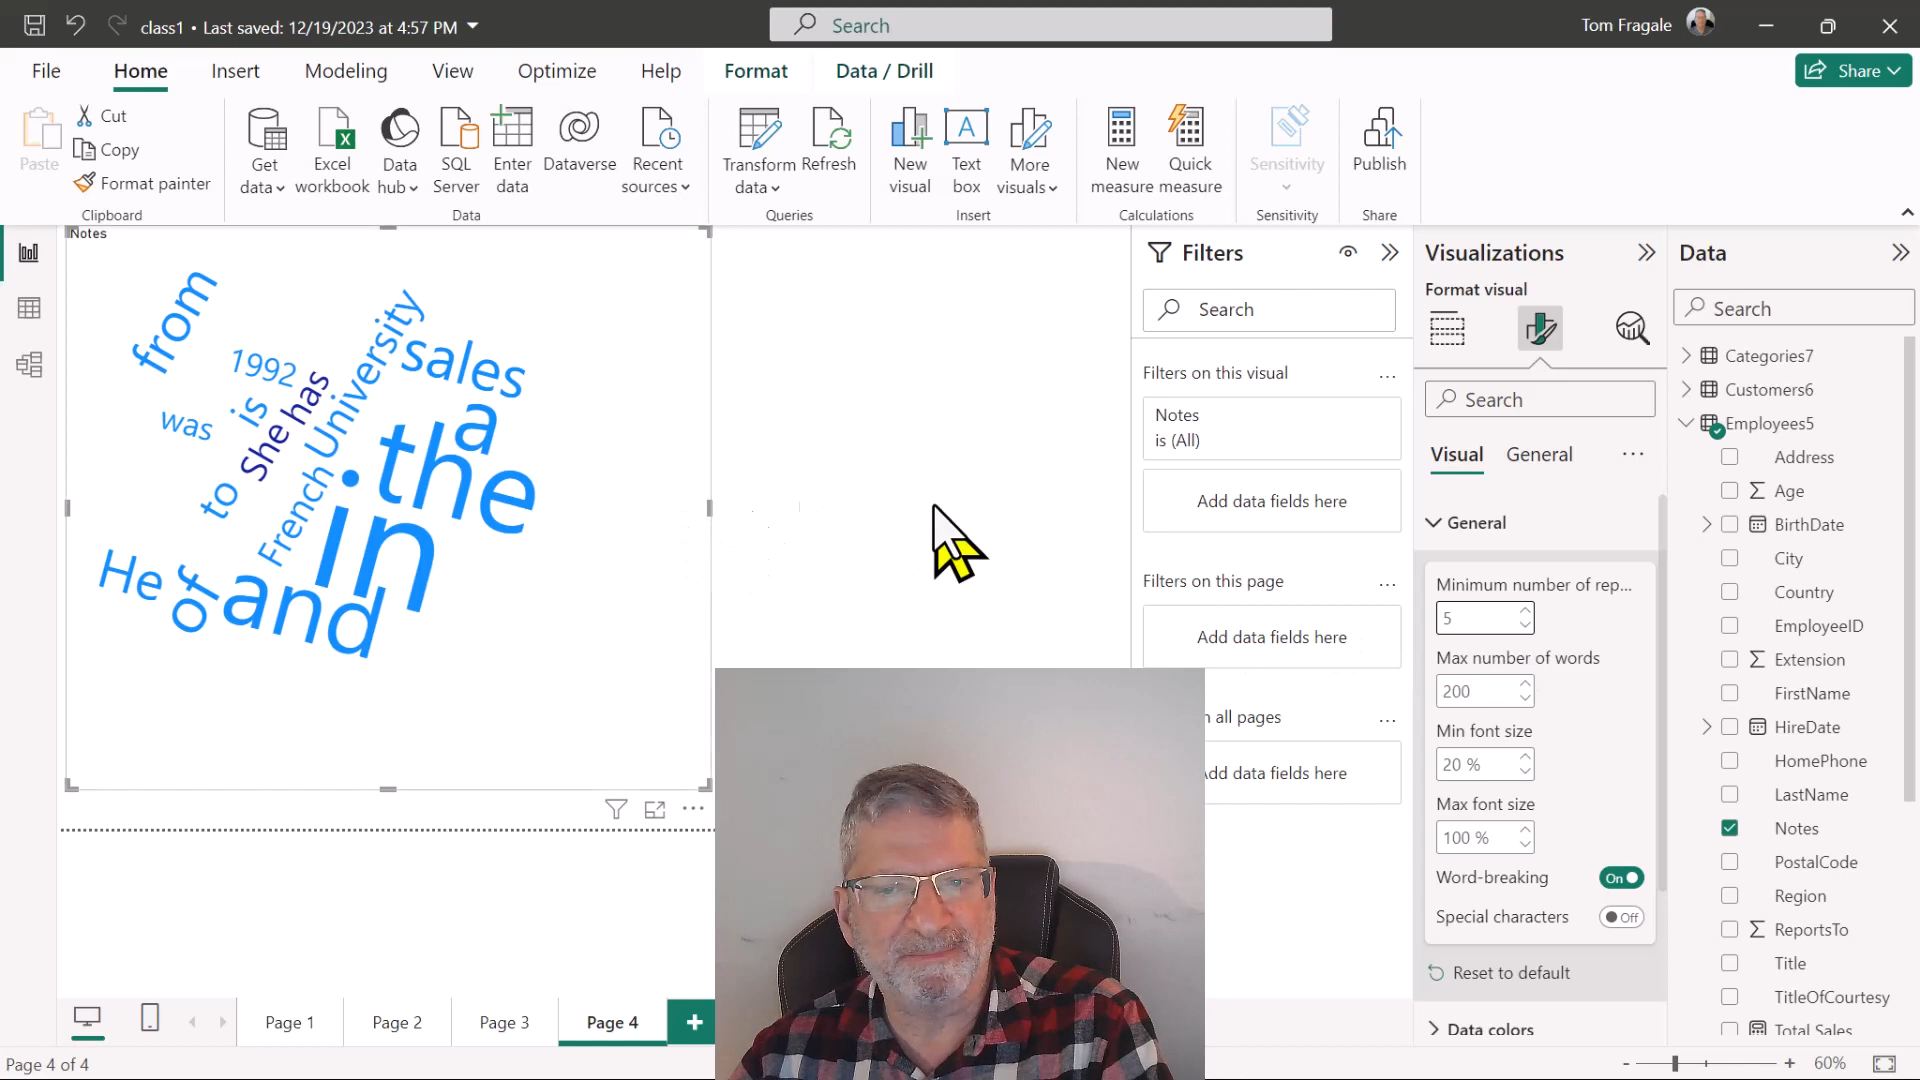 class1 • Last saved: 12/19/2023 at 4:57 PM
Search
Tom Fragale
File
Home
Insert
Modeling
View
Optimize
Help
Format
Data / Drill
Share
Paste
Cut
Copy
Format painter
Clipboard
Get data
Excel workbook
Data hub
SQL Server
Enter data
Dataverse
Recent sources
Data
Transform data
Refresh
Queries
New visual
Text box
More visuals
Insert
New measure
Quick measure
Calculations
Sensitivity
Sensitivity
Publish
Share
Notes
from
1992
was
is
She has
French University
sales
a
.
the
in
to
He
of
and
Filters
Search
Filters on this visual
...
Notes
is (All)
Add data fields here
Filters on this page
...
Add data fields here
n all pages
...
dd data fields here
Visualizations
Format visual
Search
Visual
General
...
General
Minimum number of rep...
5
Max number of words
200
Min font size
20 %
Max font size
100 %
Word-breaking
On
Special characters
Off
Reset to default
Data colors
Data
Search
Categories7
Customers6
Employees5
Address
Age
BirthDate
City
Country
EmployeeID
Extension
FirstName
HireDate
HomePhone
LastName
Notes
PostalCode
Region
ReportsTo
Title
TitleOfCourtesy
Total Sales
Page 1
Page 2
Page 3
Page 4
Page 4 of 4
60%